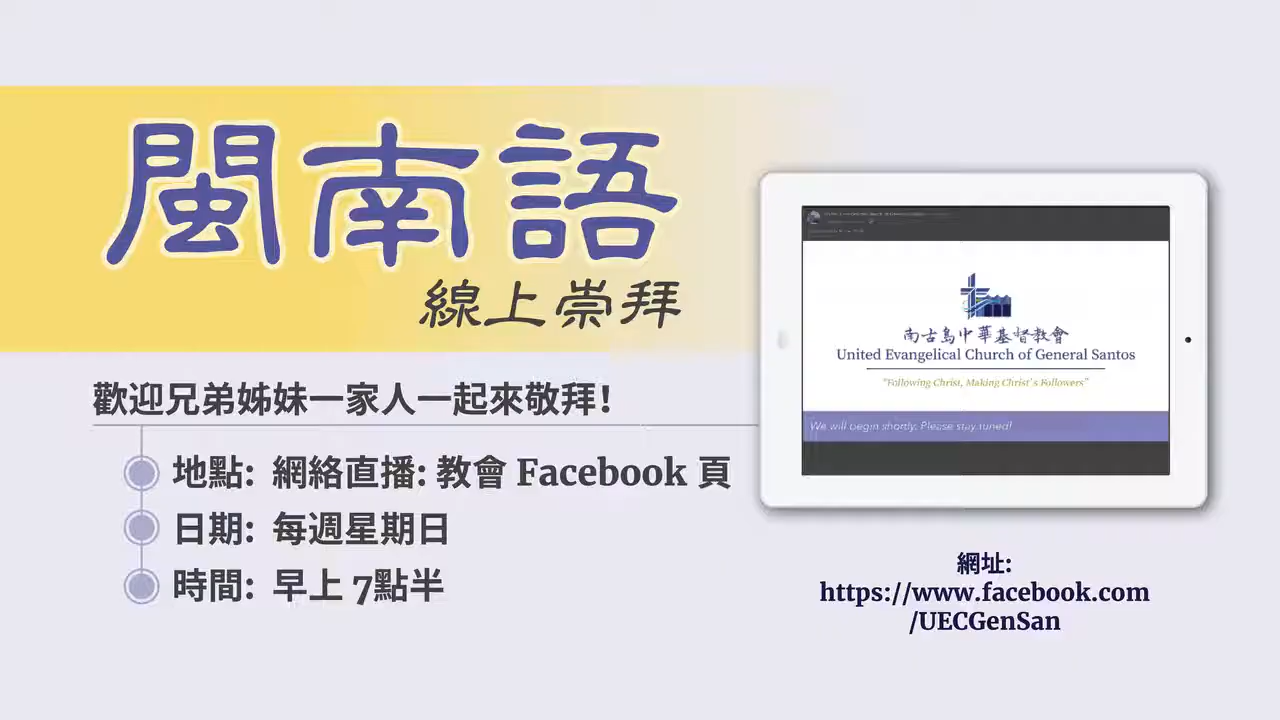 閩南語
線上崇拜
歡迎兄弟姊妹一家人一起來敬拜!
地點: 網絡直播: 教會 Facebook 頁
日期: 每週星期日
時間: 早上 7點半
南古島中華基督教會
United Evangelical Church of General Santos
"Following Christ, Making Christ's Followers"
We will begin shortly. Please stay tuned!
網址:
https://www.facebook.com
/UECGenSan